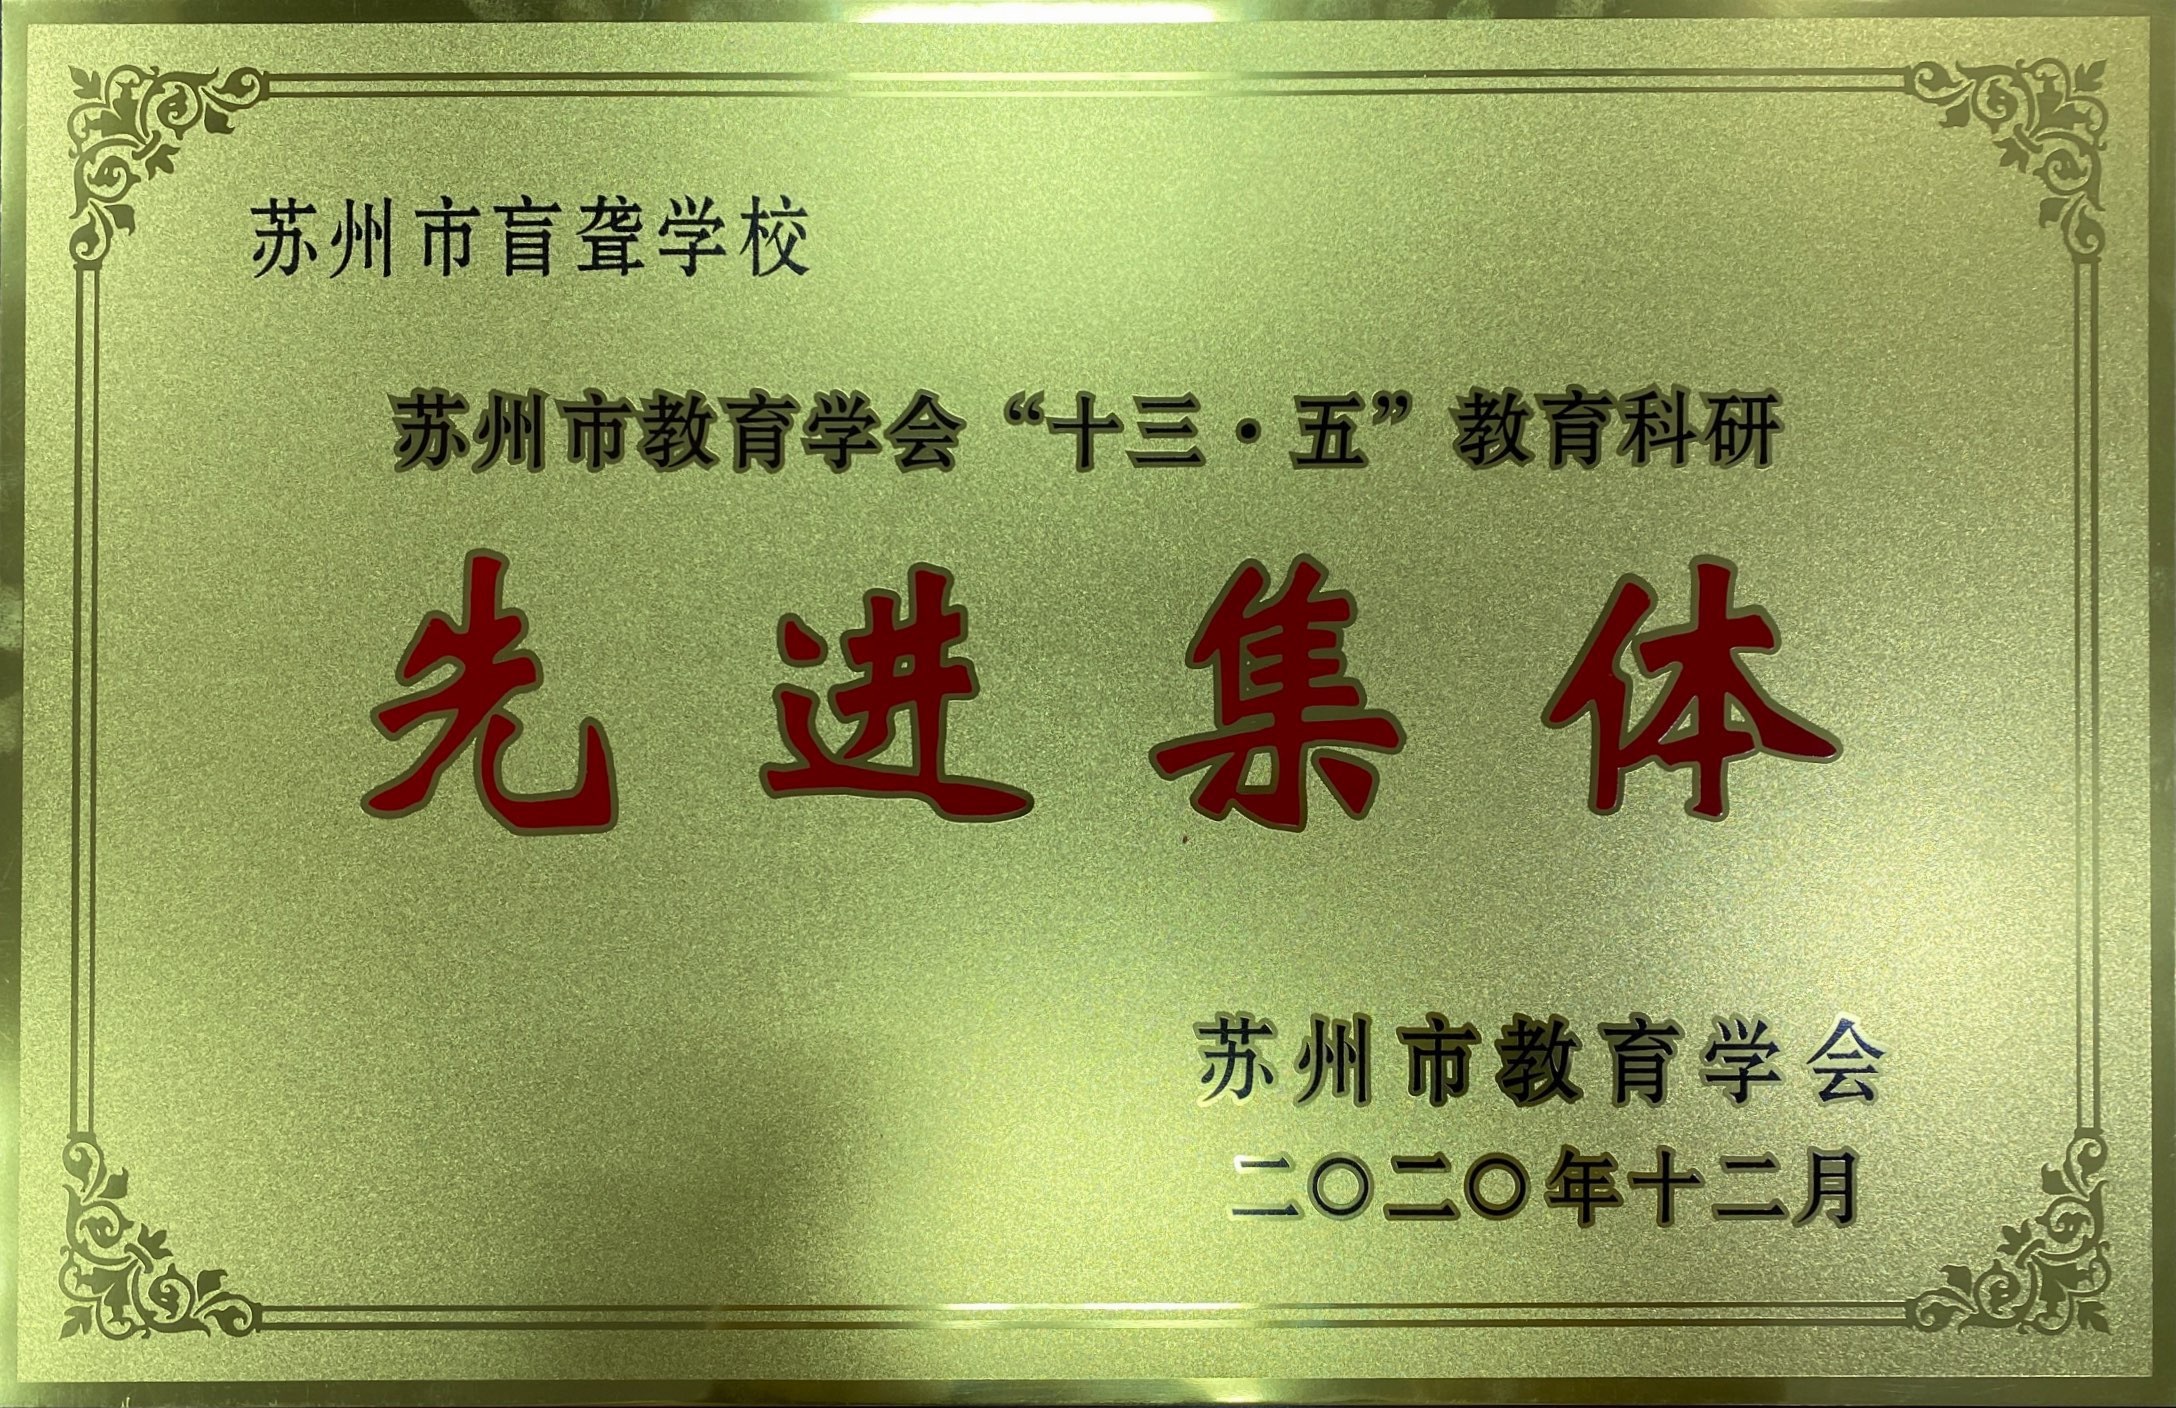 苏州市盲聋学校
苏州市教育学会“十三·五”教育科研
先进集体
苏州市教育学会
二〇二〇年十二月